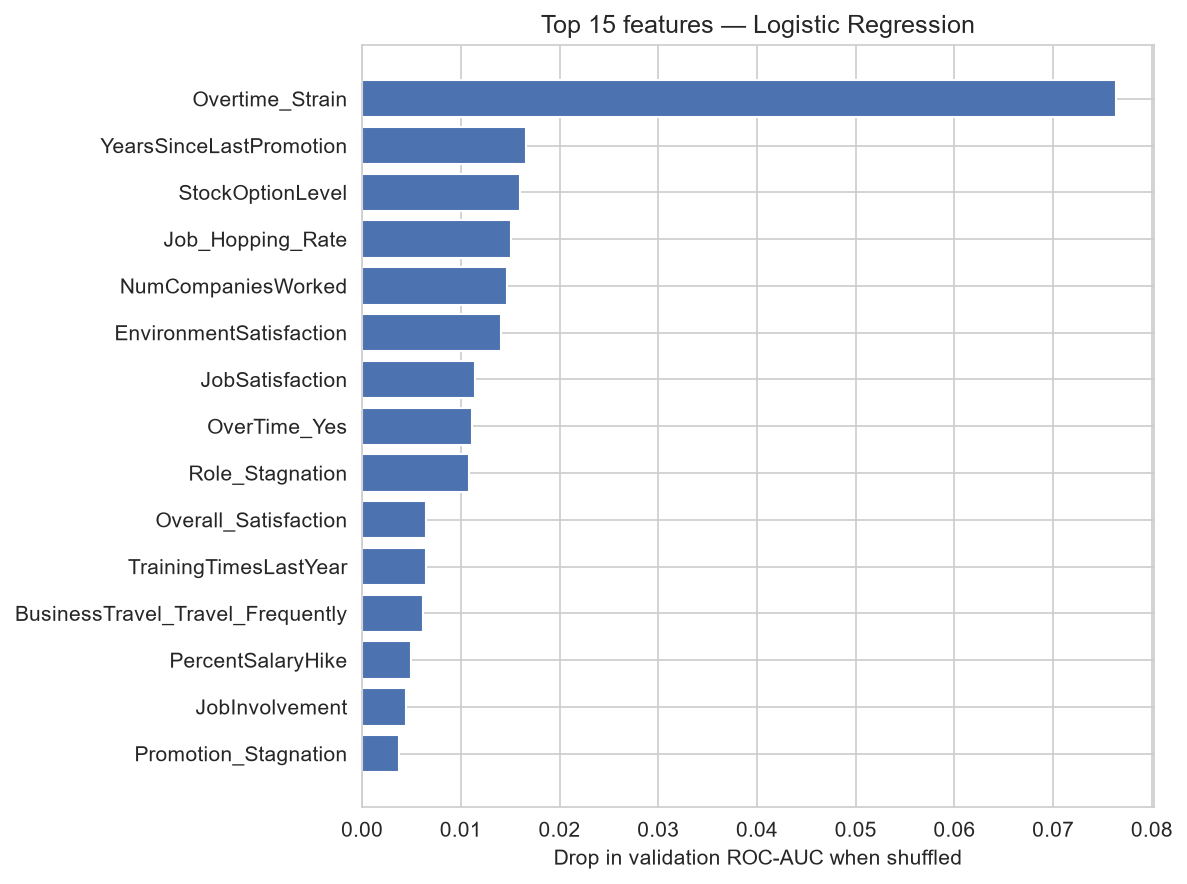 Top 15 features — Logistic Regression
Overtime_Strain
YearsSinceLastPromotion
StockOptionLevel
Job_Hopping_Rate
NumCompaniesWorked
EnvironmentSatisfaction
JobSatisfaction
OverTime_Yes
Role_Stagnation
Overall_Satisfaction
TrainingTimesLastYear
BusinessTravel_Travel_Frequently
PercentSalaryHike
JobInvolvement
Promotion_Stagnation
0.00 0.01 0.02 0.03 0.04 0.05 0.06 0.07 0.08
Drop in validation ROC-AUC when shuffled